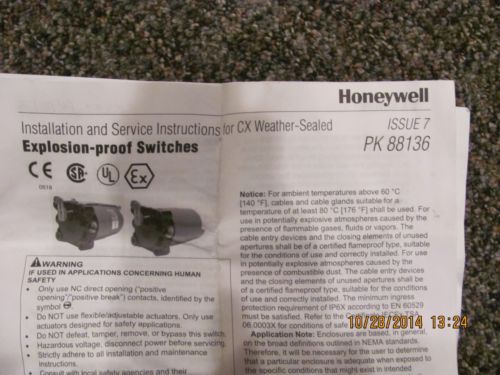 Honeywell
Installation and Service Instructions for CX Weather-Sealed
Explosion-proof Switches
ISSUE 7
PK 88136
CE SA UL Ex
0518
Notice: For ambient temperatures above 60 °C
[140 °F], cables and cable glands suitable for a
temperature of at least 80 °C [176 °F] shall be used. For
use in potentially explosive atmospheres caused by the
presence of flammable gases, fluids or vapors. The
cable entry devices and the closing elements of unused
apertures shall be of a certified flameproof type, suitable for
the conditions of use and correctly installed. For use
in potentially explosive atmospheres caused by the
presence of combustible dust. The cable entry devices
and the closing elements of unused apertures shall be
of a certified flameproof type, suitable for the conditions
of use and correctly installed. The minimum ingress
protection requirement of IP6X according to EN 60529
must be satisfied. Refer to the
06.0003X for conditions of safe
Application Note: Enclosures are based, in general,
on the broad definitions outlined in NEMA standards.
Therefore, it will be necessary for the user to determine
that a particular enclosure is adequate when exposed to
the specific conditions that might exist in intended
WARNING
IF USED IN APPLICATIONS CONCERNING HUMAN
SAFETY
• Only use NC direct opening ("positive
opening"/"positive break") contacts, identified by the
symbol
• Do NOT use flexible/adjustable actuators. Only use
actuators designed for safety applications.
• Do NOT defeat, tamper, remove, or bypass this switch.
• Hazardous voltage, disconnect power before servicing.
• Strictly adhere to all installation and maintenance
instructions.
• Consult with local safety agencies and their
10/28/2014 13:24